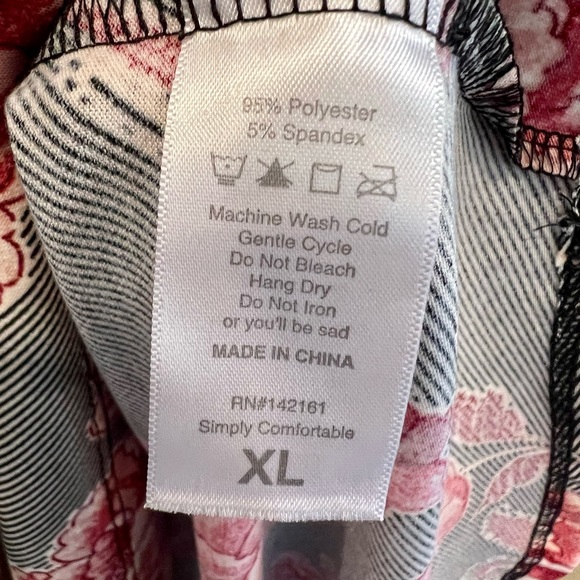 95% Polyester
5% Spandex
Machine Wash Cold
Gentle Cycle
Do Not Bleach
Hang Dry
Do Not Iron
or you'll be sad
MADE IN CHINA
RN#142161
Simply Comfortable
XL